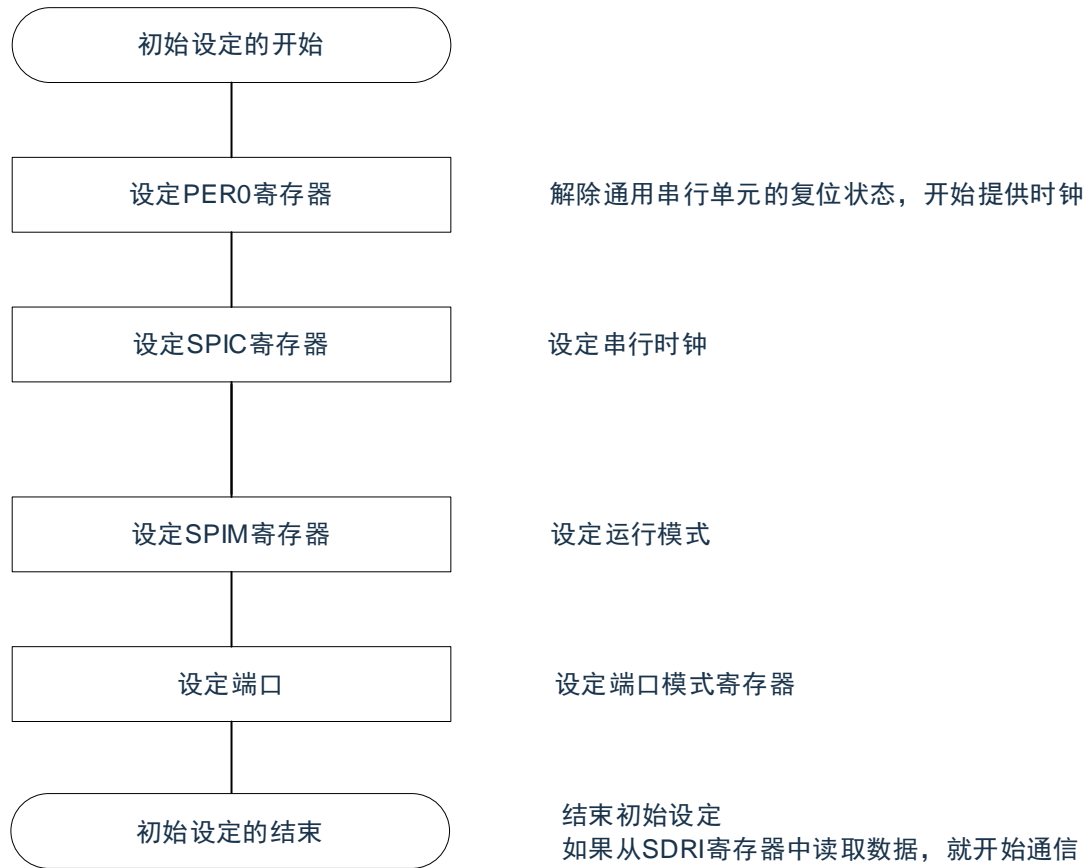 初始设定的开始
设定PER0寄存器
解除通用串行单元的复位状态，开始提供时钟
设定SPIC寄存器
设定串行时钟
设定SPIM寄存器
设定运行模式
设定端口
设定端口模式寄存器
初始设定的结束
结束初始设定
如果从SDRI寄存器中读取数据，就开始通信